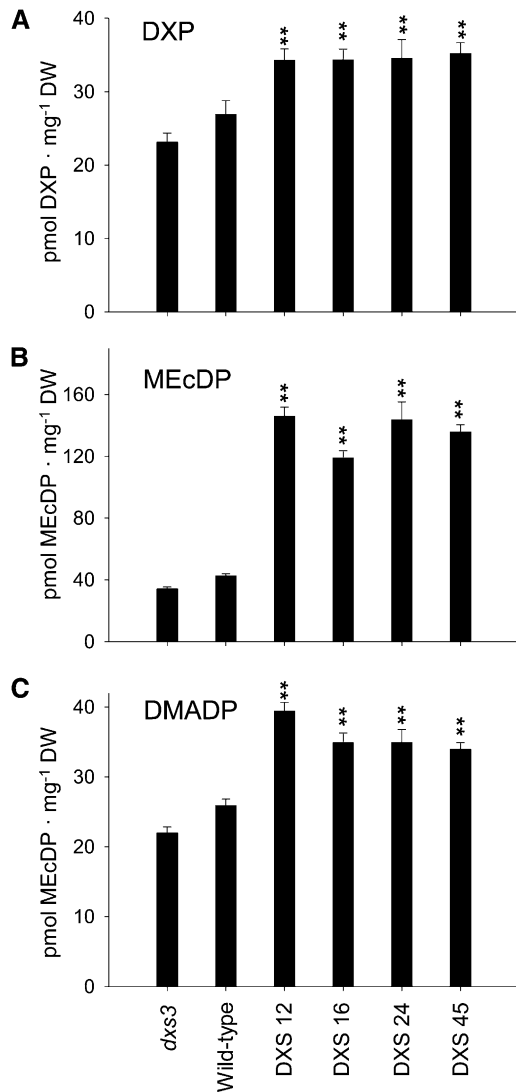 A
DXP
pmol DXP · mg-1 DW
40
30
20
10
0
**
**
**
**
B
MEcDP
pmol MEcDP · mg-1 DW
160
120
80
40
0
**
**
**
**
C
DMADP
pmol MEcDP · mg-1 DW
40
30
20
10
0
**
**
**
**
dxs3
Wild-type
DXS 12
DXS 16
DXS 24
DXS 45